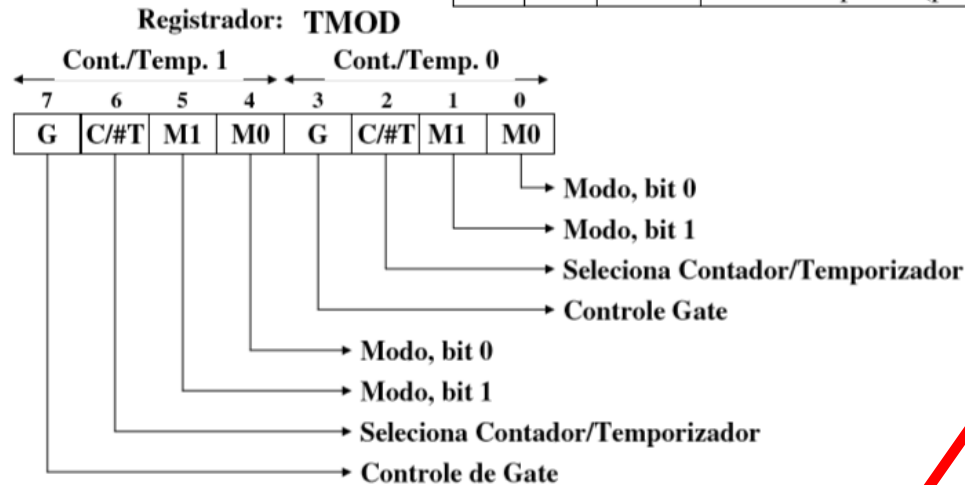 Registrador: TMOD
Cont./Temp. 1 Cont./Temp. 0
7 6 5 4 3 2 1 0
G C/#T M1 M0 G C/#T M1 M0
Modo, bit 0
Modo, bit 1
Seleciona Contador/Temporizador
Controle Gate
Modo, bit 0
Modo, bit 1
Seleciona Contador/Temporizador
Controle de Gate